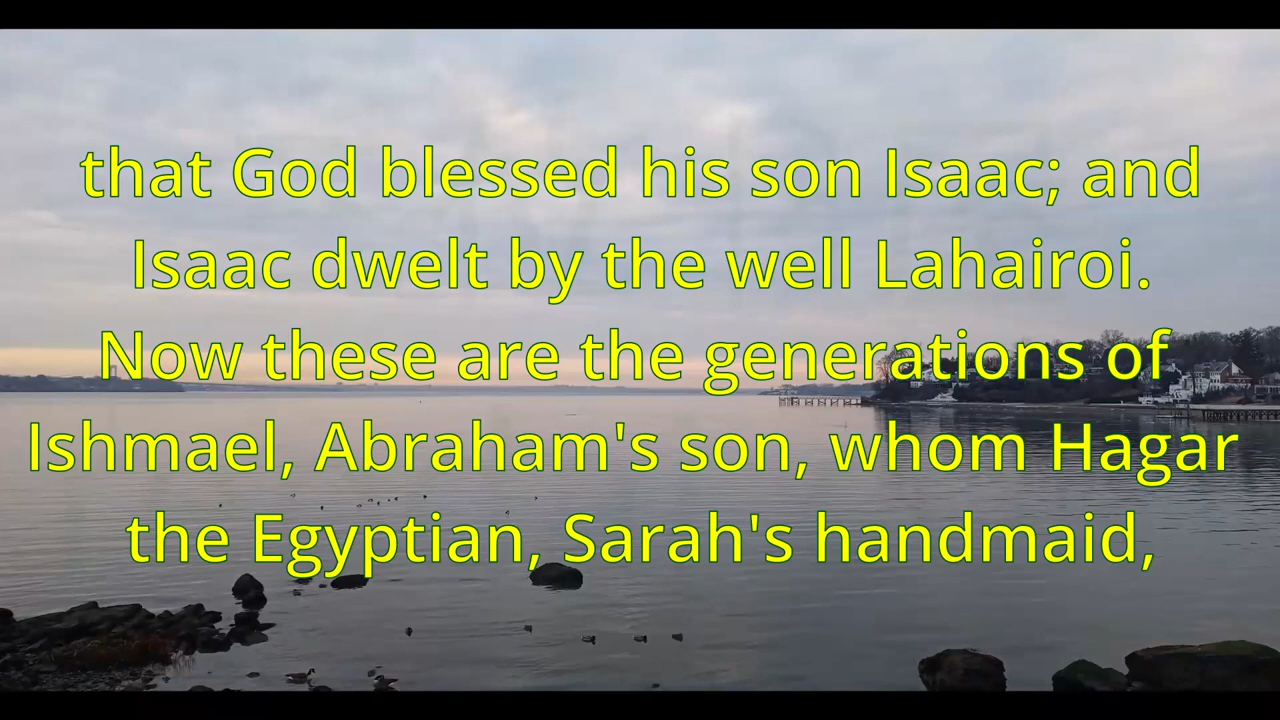 that God blessed his son Isaac; and
Isaac dwelt by the well Lahairoi.
Now these are the generations of
Ishmael, Abraham's son, whom Hagar
the Egyptian, Sarah's handmaid,